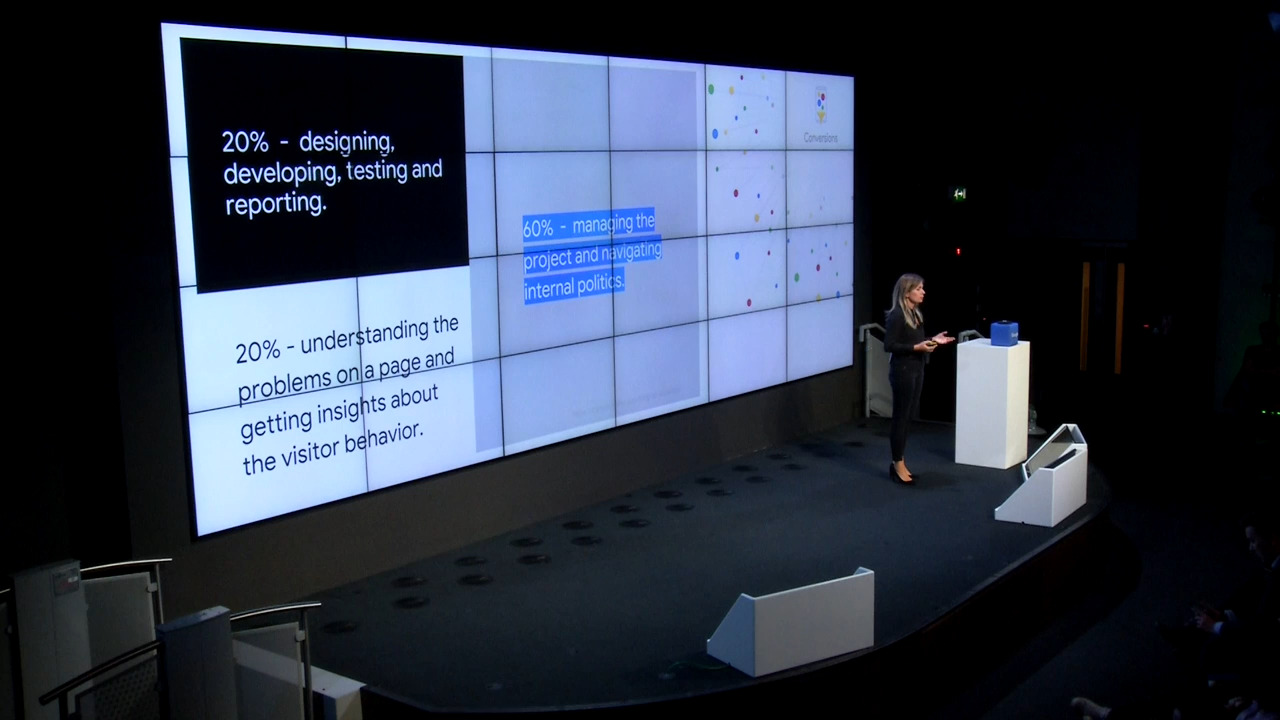 20% - designing,
developing, testing and
reporting.
20% - understanding the
problems on a page and
getting insights about
the visitor behavior.
60% - managing the
project and navigating
internal politics.
Conversions